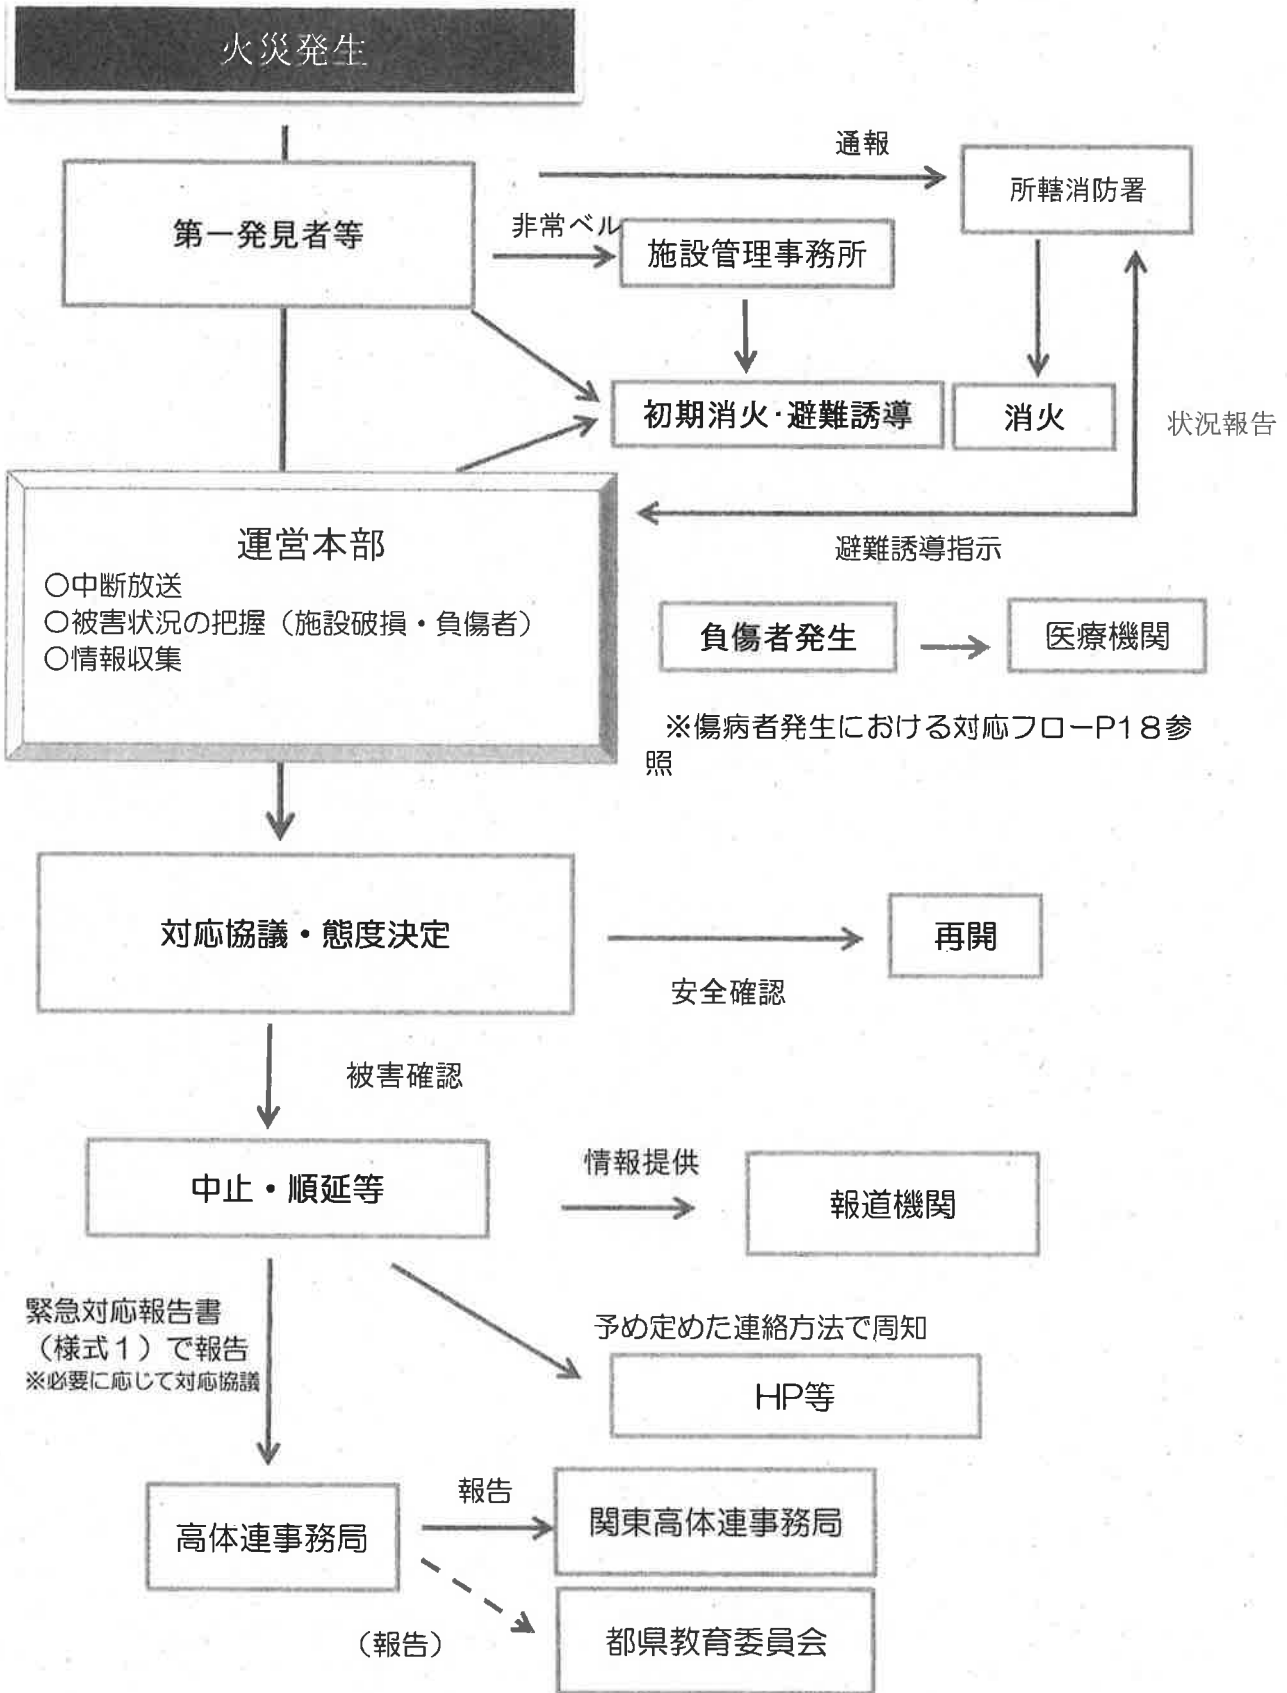 火災発生
通報
所轄消防署
第一発見者等
非常ベル
施設管理事務所
初期消火・避難誘導
消火
状況報告
運営本部
○中断放送
○被害状況の把握（施設破損・負傷者）
○情報収集
避難誘導指示
負傷者発生
医療機関
※傷病者発生における対応フローP18参
照
対応協議・態度決定
再開
安全確認
被害確認
中止・順延等
情報提供
報道機関
緊急対応報告書
（様式１）で報告
※必要に応じて対応協議
予め定めた連絡方法で周知
HP等
高体連事務局
報告
関東高体連事務局
（報告）
都県教育委員会